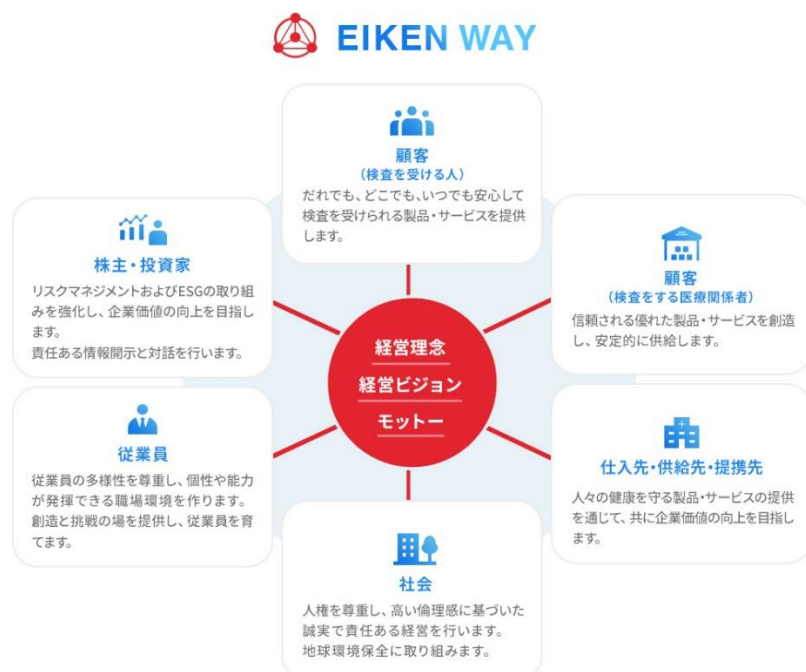 EIKEN WAY
顧客
（検査を受ける人）
だれでも、どこでも、いつでも安心して
検査を受けられる製品・サービスを提供
します。
株主・投資家
リスクマネジメントおよびESGの取り組
みを強化し、企業価値の向上を目指し
ます。
責任ある情報開示と対話を行います。
顧客
（検査をする医療関係者）
信頼される優れた製品・サービスを創造
し、安定的に供給します。
経営理念
経営ビジョン
モットー
従業員
従業員の多様性を尊重し、個性や能力
が発揮できる職場環境を作ります。
創造と挑戦の場を提供し、従業員を育
てます。
仕入先・供給先・提携先
人々の健康を守る製品・サービスの提供
を通じて、共に企業価値の向上を目指し
ます。
社会
人権を尊重し、高い倫理感に基づいた
誠実で責任ある経営を行います。
地球環境保全に取り組みます。